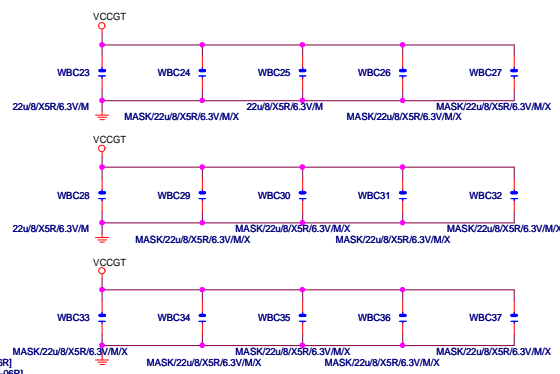 VCCGT
WBC23 WBC24 WBC25 WBC26 WBC27
22u/8/X5R/6.3V/M 22u/8/X5R/6.3V/M MASK/22u/8/X5R/6.3V/M/X
MASK/22u/8/X5R/6.3V/M/X MASK/22u/8/X5R/6.3V/M/X
VCCGT
WBC28 WBC29 WBC30 WBC31 WBC32
22u/8/X5R/6.3V/M MASK/22u/8/X5R/6.3V/M/X MASK/22u/8/X5R/6.3V/M/X
MASK/22u/8/X5R/6.3V/M/X MASK/22u/8/X5R/6.3V/M/X
VCCGT
WBC33 WBC34 WBC35 WBC36 WBC37
MASK/22u/8/X5R/6.3V/M/X MASK/22u/8/X5R/6.3V/M/X MASK/22u/8/X5R/6.3V/M/X
MASK/22u/8/X5R/6.3V/M/X MASK/22u/8/X5R/6.3V/M/X